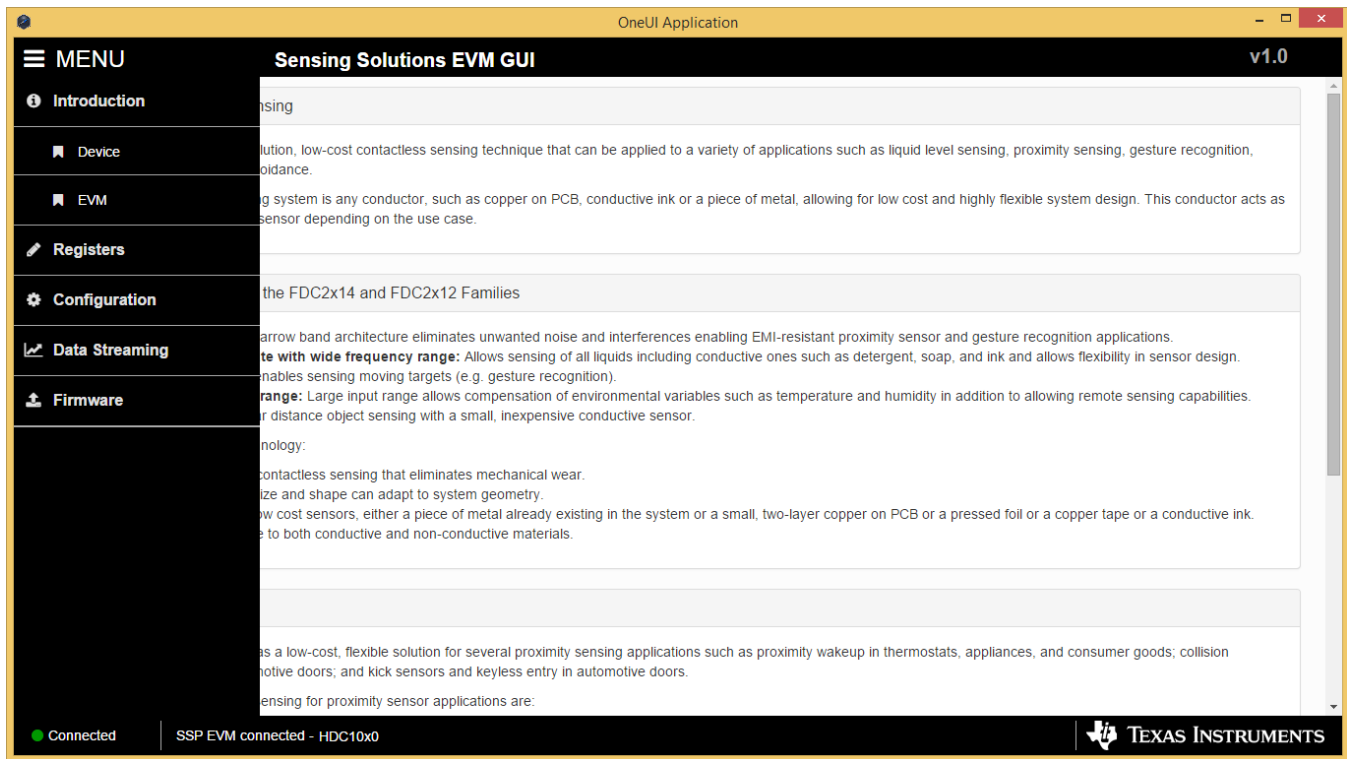 OneUI Application
MENU
Sensing Solutions EVM GUI
v1.0
Introduction
Device
EVM
Registers
Configuration
Data Streaming
Firmware
nsing
lution, low-cost contactless sensing technique that can be applied to a variety of applications such as liquid level sensing, proximity sensing, gesture recognition,
oidance.
g system is any conductor, such as copper on PCB, conductive ink or a piece of metal, allowing for low cost and highly flexible system design. This conductor acts as
sensor depending on the use case.
the FDC2x14 and FDC2x12 Families
arrow band architecture eliminates unwanted noise and interferences enabling EMI-resistant proximity sensor and gesture recognition applications.
te with wide frequency range: Allows sensing of all liquids including conductive ones such as detergent, soap, and ink and allows flexibility in sensor design.
enables sensing moving targets (e.g. gesture recognition).
range: Large input range allows compensation of environmental variables such as temperature and humidity in addition to allowing remote sensing capabilities.
r distance object sensing with a small, inexpensive conductive sensor.
nology:
contactless sensing that eliminates mechanical wear.
ize and shape can adapt to system geometry.
ow cost sensors, either a piece of metal already existing in the system or a small, two-layer copper on PCB or a pressed foil or a copper tape or a conductive ink.
e to both conductive and non-conductive materials.
as a low-cost, flexible solution for several proximity sensing applications such as proximity wakeup in thermostats, appliances, and consumer goods; collision
motive doors; and kick sensors and keyless entry in automotive doors.
ensing for proximity sensor applications are:
Connected
SSP EVM connected - HDC10x0
TEXAS INSTRUMENTS